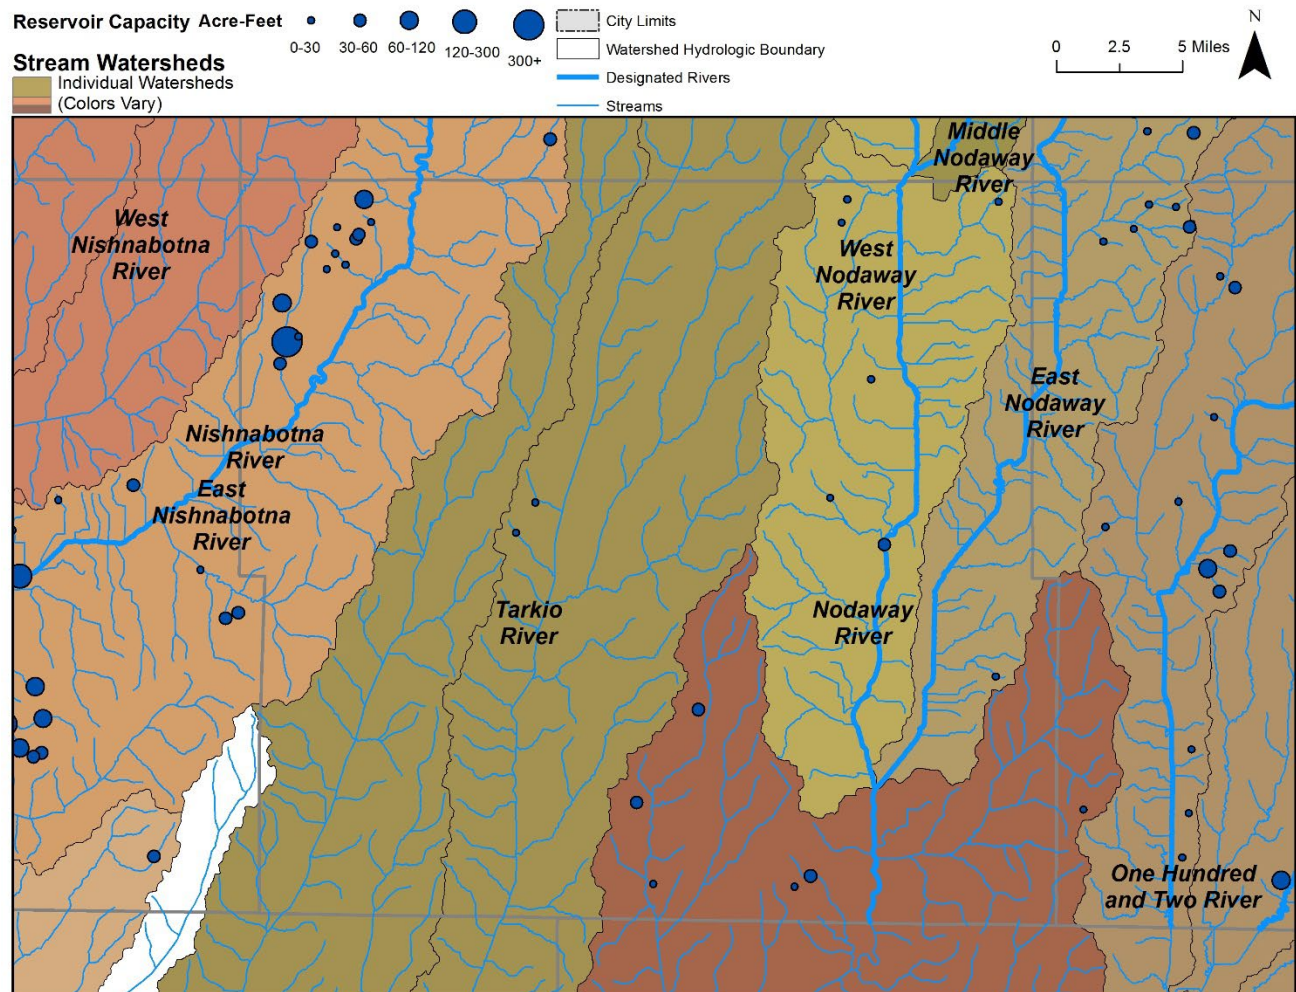 Reservoir Capacity Acre-Feet
0-30
30-60
60-120
120-300
300+
City Limits
Watershed Hydrologic Boundary
Designated Rivers
Streams
N
0 2.5 5 Miles
Stream Watersheds
Individual Watersheds
(Colors Vary)
Middle
Nodaway
River
West
Nishnabotna
River
West
Nodaway
River
East
Nodaway
River
Nishnabotna
River
East
Nishnabotna
River
Tarkio
River
Nodaway
River
One Hundred
and Two River